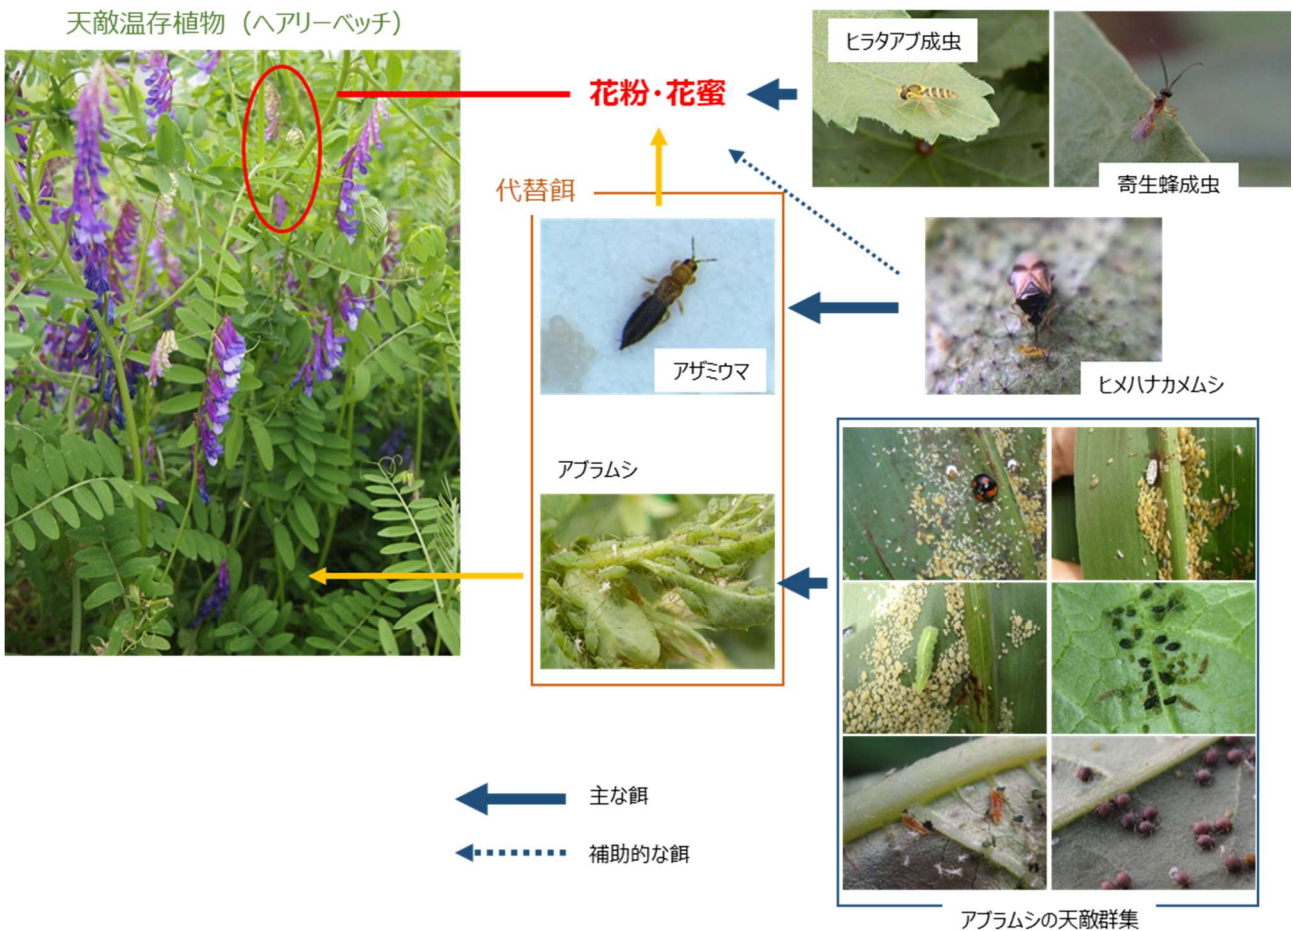 天敵温存植物（ヘアリーベッチ）
花粉・花蜜
ヒラタアブ成虫
寄生蜂成虫
代替餌
アザミウマ
ヒメハナカメムシ
アブラムシ
主な餌
補助的な餌
アブラムシの天敵群集